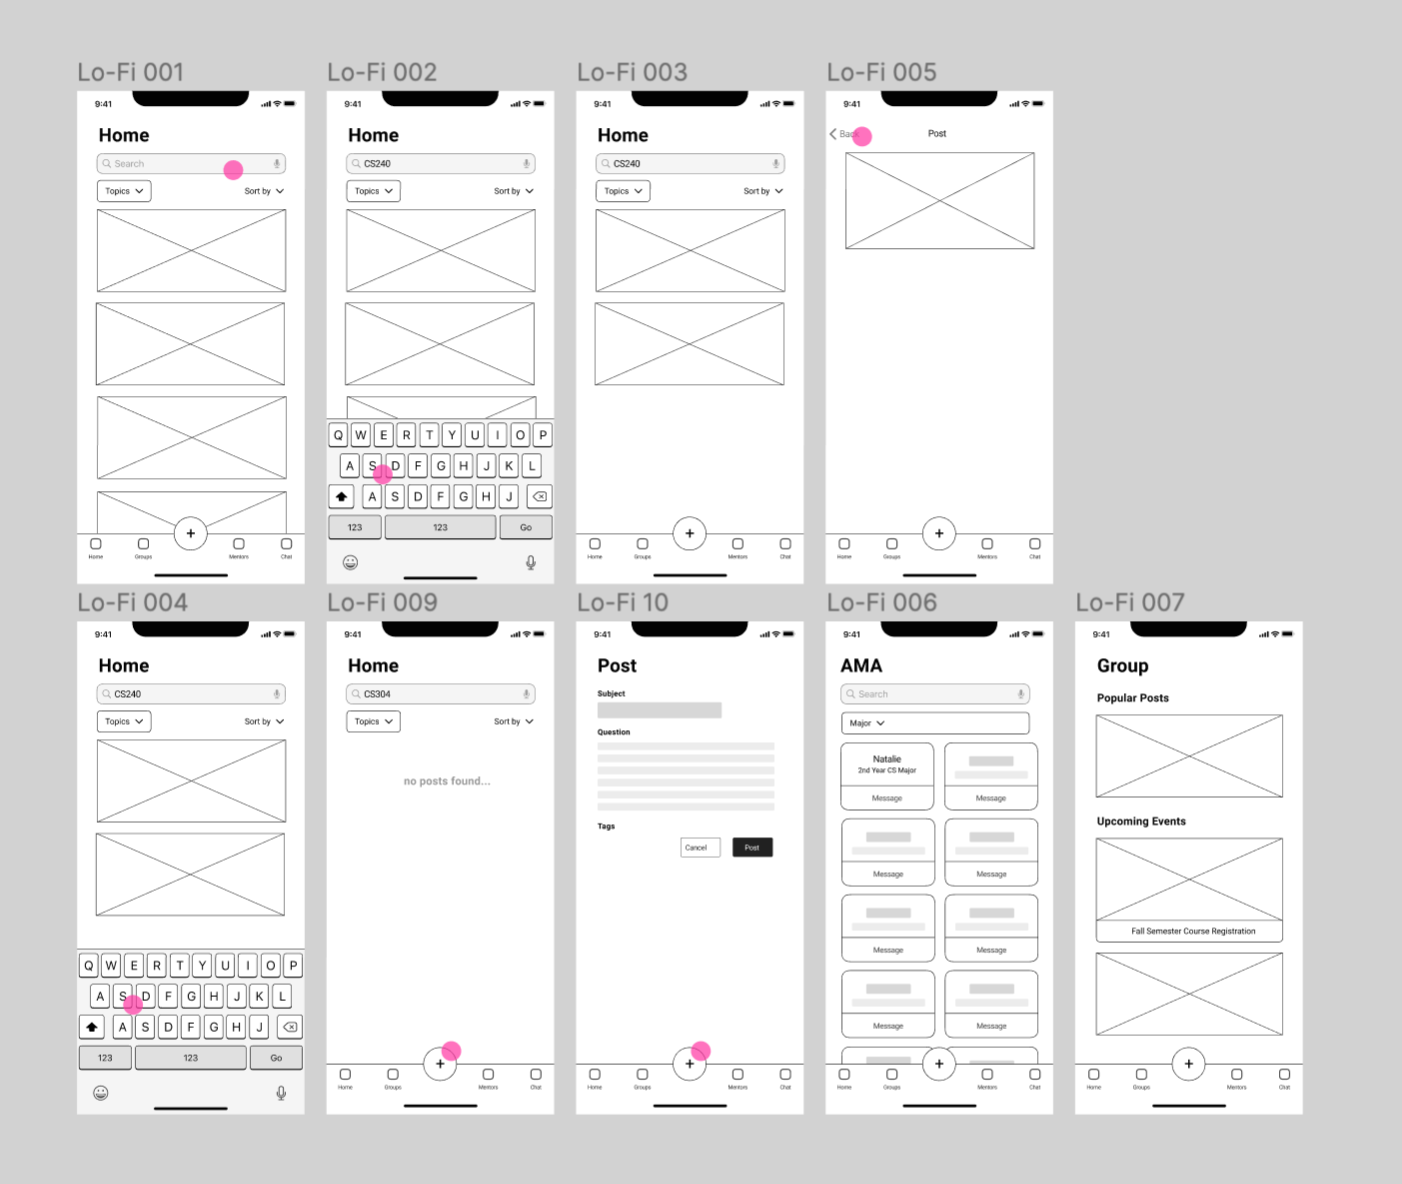 Lo-Fi 001
9:41
Home
Search
Topics
Sort by
+
Home
Groups
Mentors
Chat
Lo-Fi 002
9:41
Home
CS240
Topics
Sort by
Q W E R T Y U I O P
A S D F G H J K L
A S D F G H J
123
123
Go
Lo-Fi 003
9:41
Home
CS240
Topics
Sort by
+
Home
Groups
Mentors
Chat
Lo-Fi 005
9:41
Back
Post
+
Home
Groups
Mentors
Chat
Lo-Fi 004
9:41
Home
CS240
Topics
Sort by
Q W E R T Y U I O P
A S D F G H J K L
A S D F G H J
123
123
Go
Lo-Fi 009
9:41
Home
CS304
Topics
Sort by
no posts found...
+
Home
Groups
Mentors
Chat
Lo-Fi 10
9:41
Post
Subject
Question
Tags
Cancel
Post
+
Home
Groups
Mentors
Chat
Lo-Fi 006
9:41
AMA
Search
Major
Natalie
2nd Year CS Major
Message
Message
Message
Message
Message
Message
Message
Message
+
Home
Groups
Mentors
Chat
Lo-Fi 007
9:41
Group
Popular Posts
Upcoming Events
Fall Semester Course Registration
+
Home
Groups
Mentors
Chat